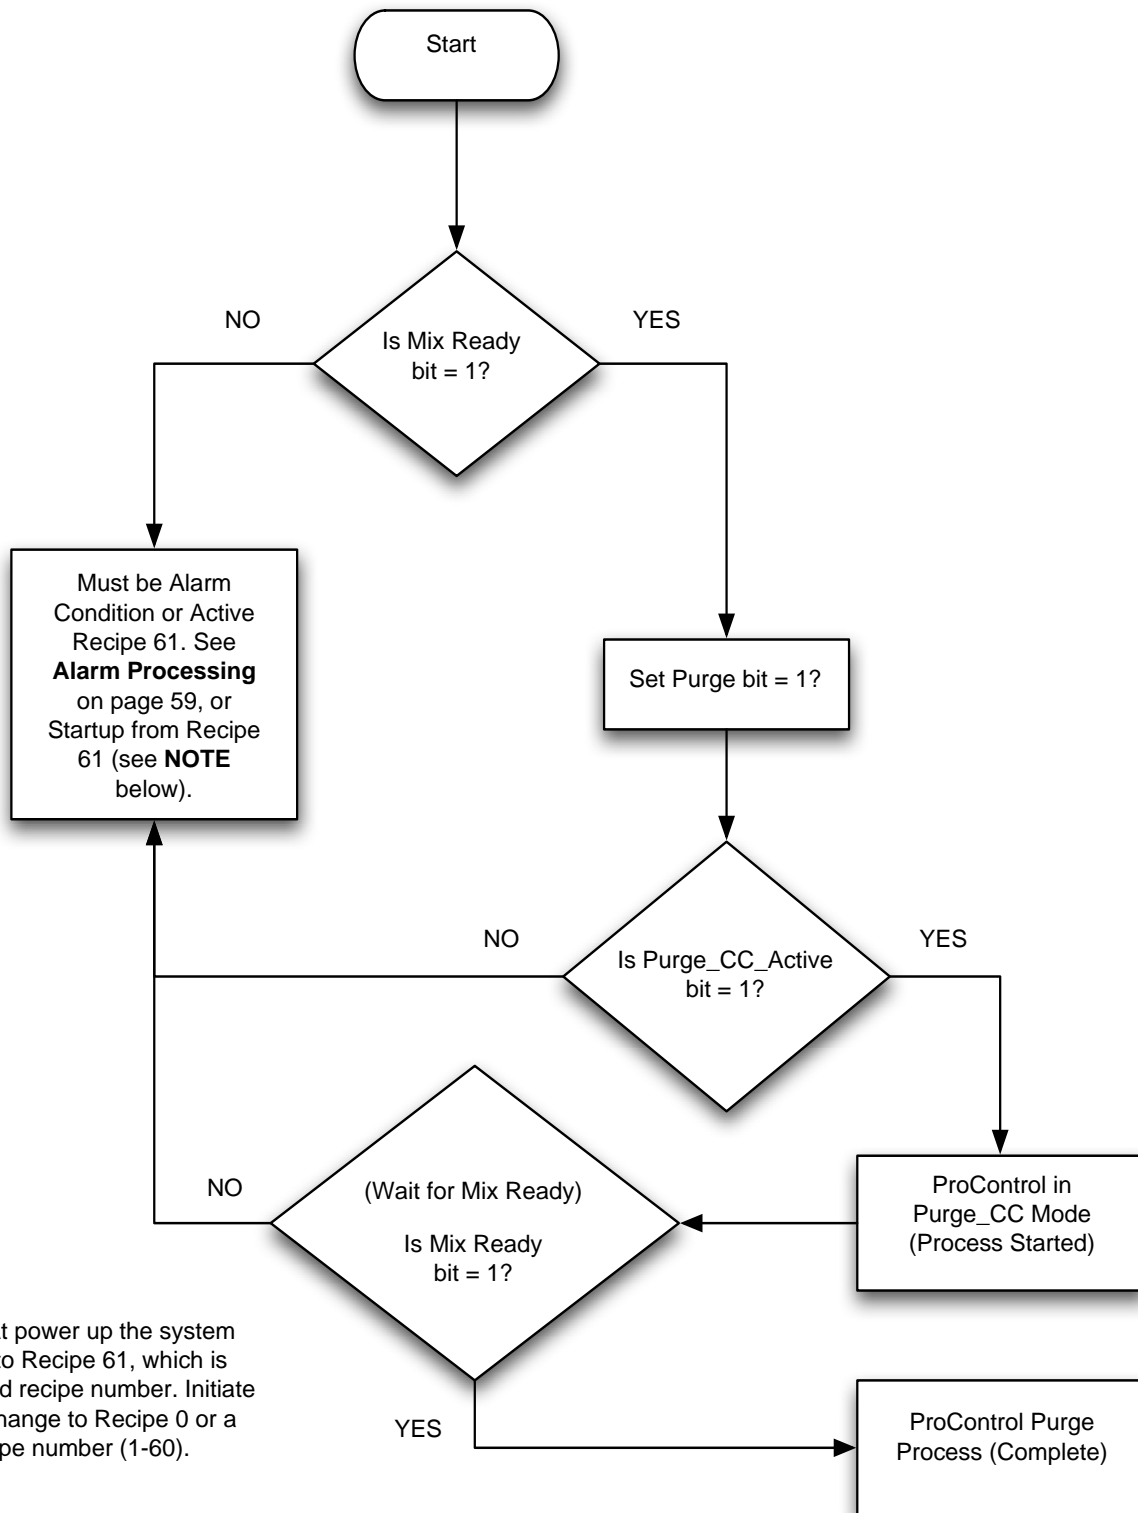 Start
NO
YES
Is Mix Ready
bit = 1?
Must be Alarm
Condition or Active
Recipe 61. See
Alarm Processing
on page 59, or
Startup from Recipe
61 (see NOTE
below).
Set Purge bit = 1?
NO
YES
Is Purge_CC_Active
bit = 1?
NO
(Wait for Mix Ready)
Is Mix Ready
bit = 1?
ProControl in
Purge_CC Mode
(Process Started)
power up the system
to Recipe 61, which is
recipe number. Initiate
to Recipe 0 or a
number (1-60).
YES
ProControl Purge
Process (Complete)